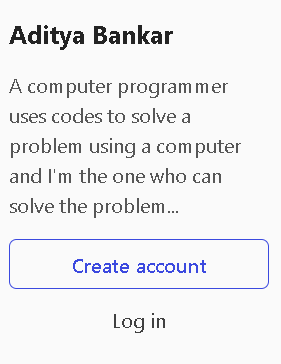 Aditya Bankar
A computer programmer
uses codes to solve a
problem using a computer
and I'm the one who can
solve the problem...
Create account
Log in